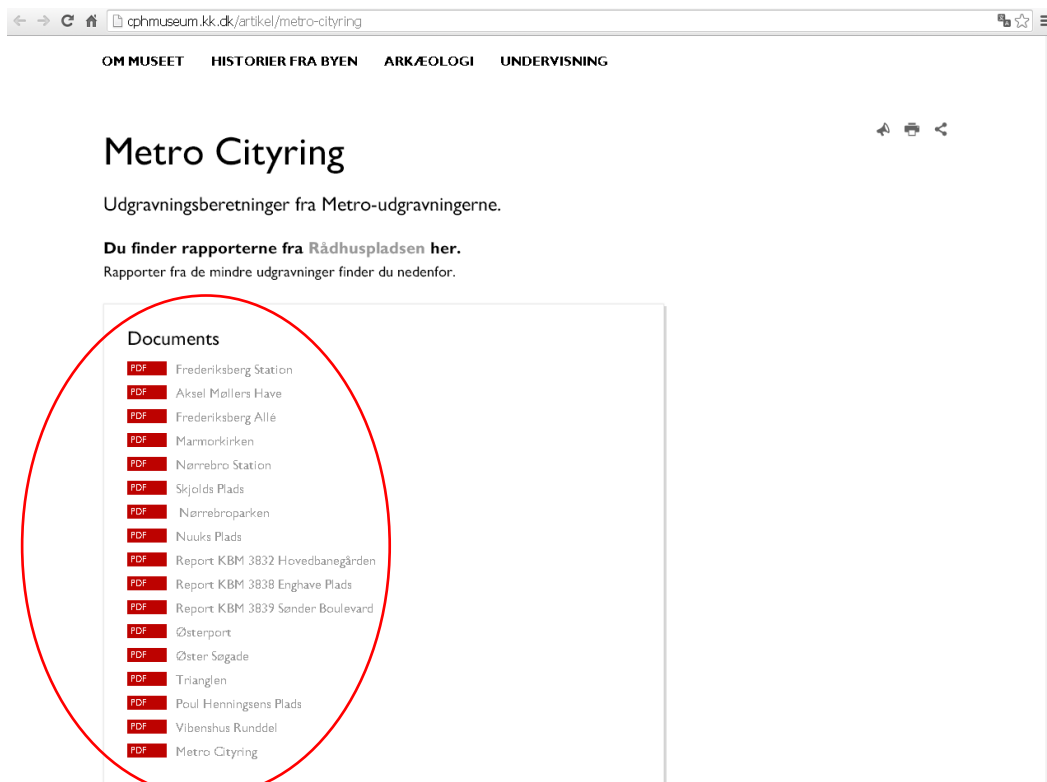 cphmuseum.kk.dk/artikel/metro-cityring
OM MUSEET HISTORIER FRA BYEN ARKÆOLOGI UNDERVISNING
Metro Cityring
Udgravningsberetninger fra Metro-udgravningerne.
Du finder rapporterne fra Rådhuspladsen her.
Rapporter fra de mindre udgravninger finder du nedenfor.
Documents
PDF Frederiksberg Station
PDF Aksel Møllers Have
PDF Frederiksberg Allé
PDF Marmorkirken
PDF Nørrebro Station
PDF Skjolds Plads
PDF Nørrebroparken
PDF Nuuks Plads
PDF Report KBM 3832 Hovedbanegården
PDF Report KBM 3838 Enghave Plads
PDF Report KBM 3839 Sønder Boulevard
PDF Østerport
PDF Øster Søgade
PDF Trianglen
PDF Poul Henningsens Plads
PDF Vibenshus Runddel
PDF Metro Cityring